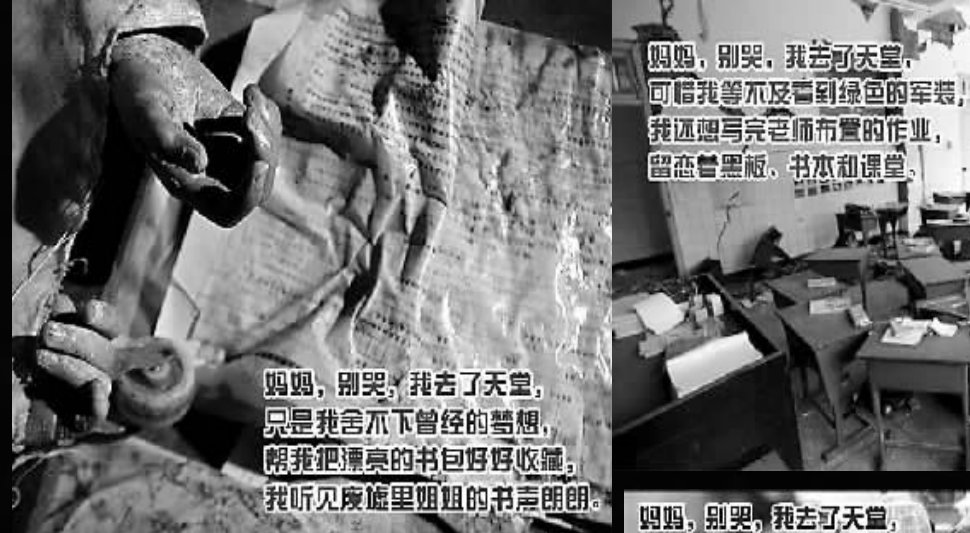 妈妈，别哭，我去了天堂，
只是我舍不下曾经的梦想，
帮我把漂亮的书包好好收藏，
我听见废墟里姐姐的书声朗朗。
妈妈，别哭，我去了天堂，
可惜我等不及看到绿色的军装，
我还想写完老师布置的作业，
留恋着黑板、书本和课堂。
妈妈，别哭，我去了天堂，